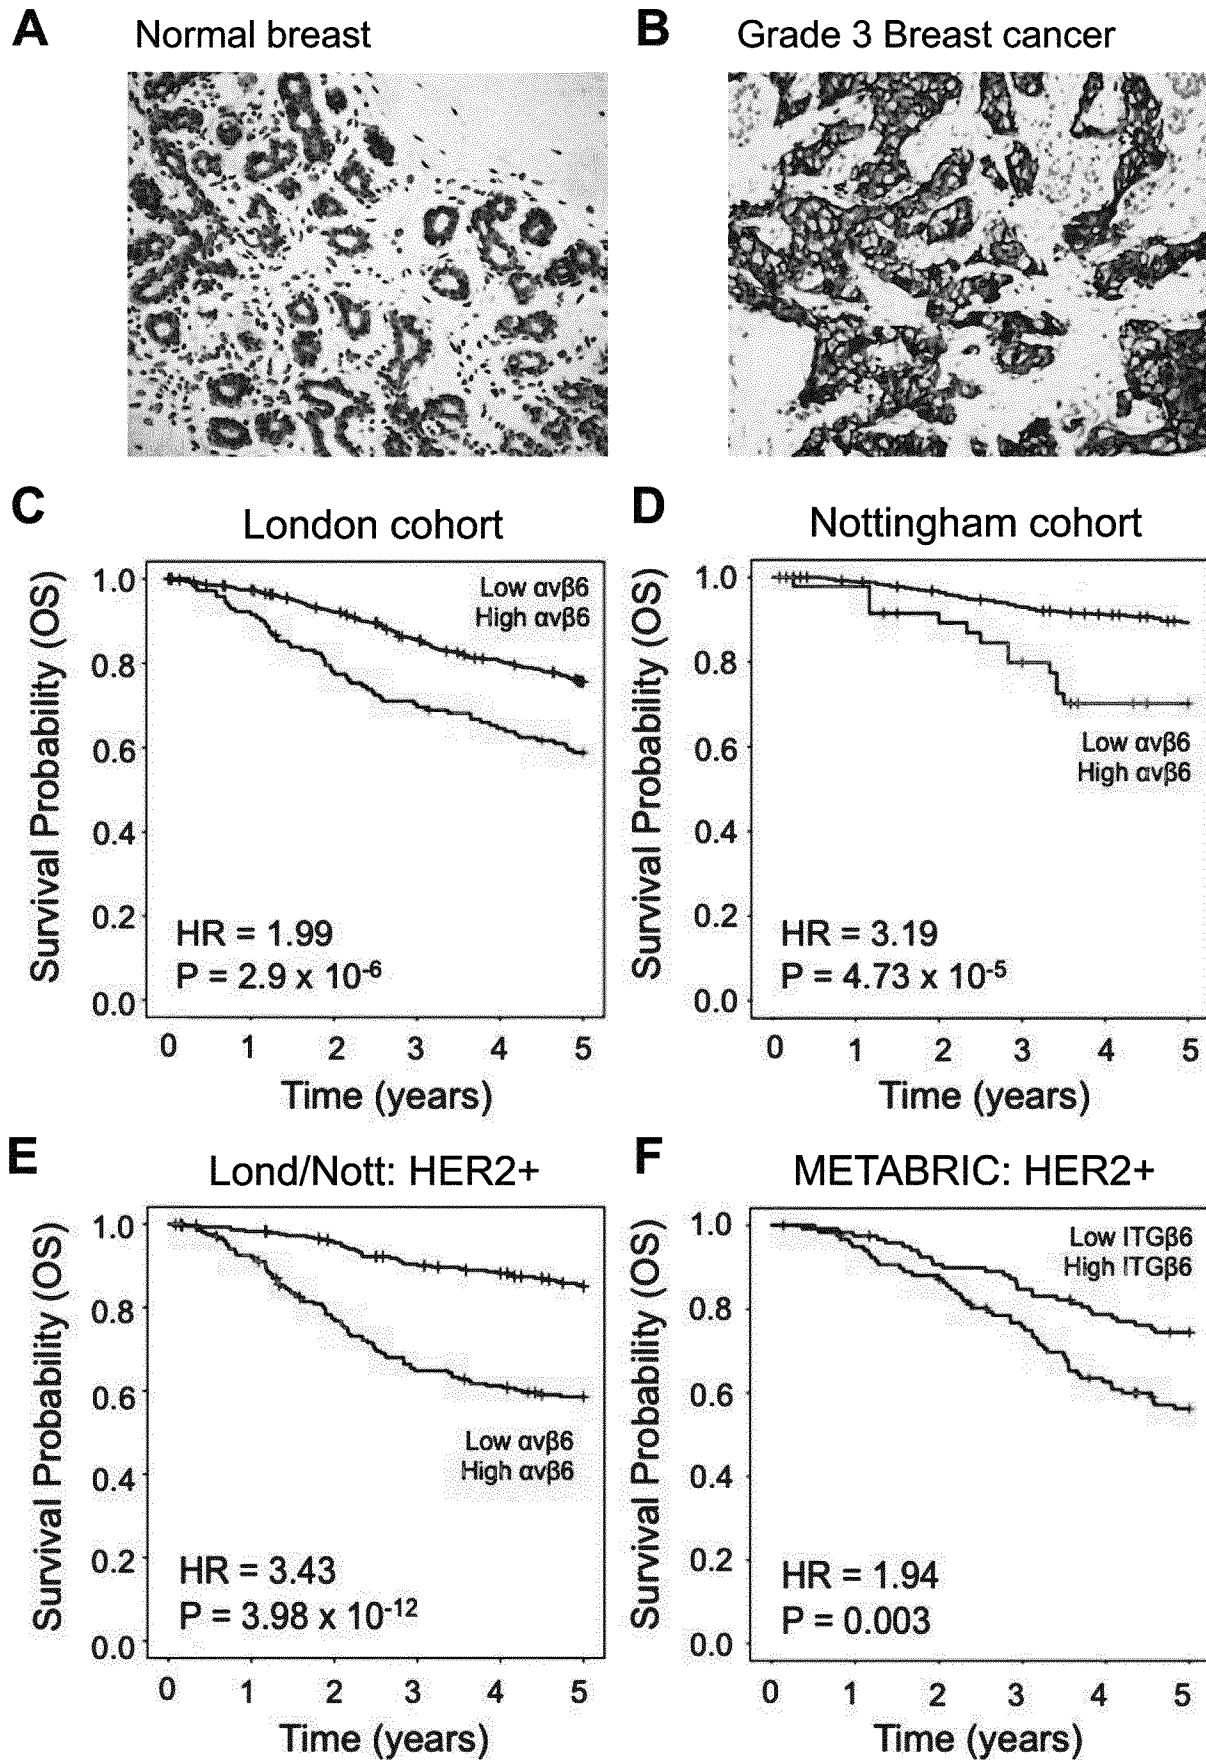 A Normal breast
B Grade 3 Breast cancer
C London cohort
Survival Probability (OS)
1.0
0.8
0.6
0.4
0.2
0.0
Low αvβ6
High αvβ6
HR = 1.99
P = 2.9 x 10⁻⁶
0 1 2 3 4 5
Time (years)
D Nottingham cohort
Survival Probability (OS)
1.0
0.8
0.6
0.4
0.2
0.0
Low αvβ6
High αvβ6
HR = 3.19
P = 4.73 x 10⁻⁵
0 1 2 3 4 5
Time (years)
E Lond/Nott: HER2+
Survival Probability (OS)
1.0
0.8
0.6
0.4
0.2
0.0
Low αvβ6
High αvβ6
HR = 3.43
P = 3.98 x 10⁻¹²
0 1 2 3 4 5
Time (years)
F METABRIC: HER2+
Survival Probability (OS)
1.0
0.8
0.6
0.4
0.2
0.0
Low ITGβ6
High ITGβ6
HR = 1.94
P = 0.003
0 1 2 3 4 5
Time (years)